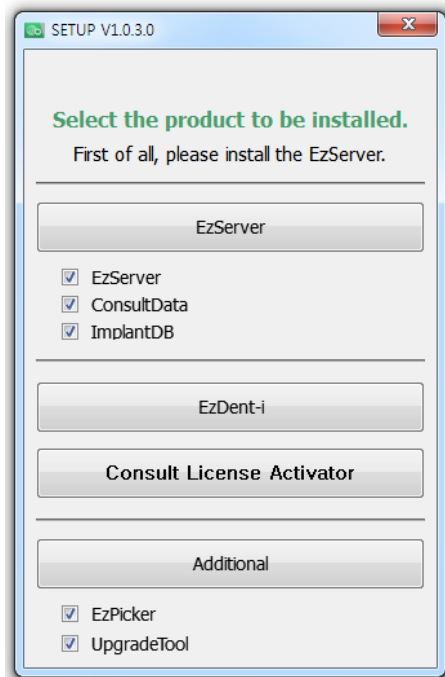 SETUP V1.0.3.0
Select the product to be installed.
First of all, please install the EzServer.
EzServer
EzServer
ConsultData
ImplantDB
EzDent-i
Consult License Activator
Additional
EzPicker
UpgradeTool